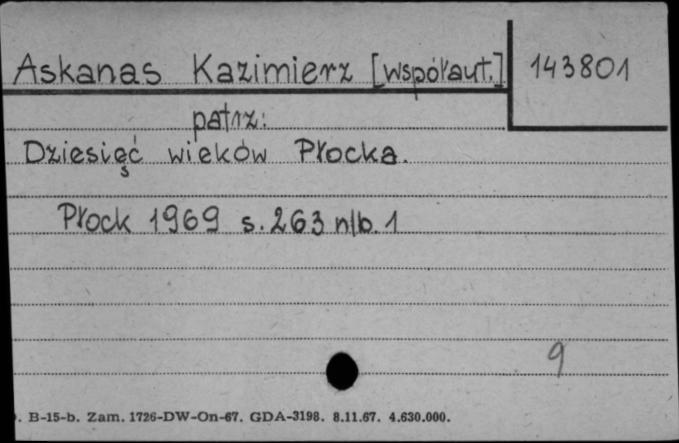 Askanas Kazimierz [współaut.] 143801
patrz:
Dziesięć wieków Płocka.
Płock 1969 s. 263 nlb. 1
9
B-15-b. Zam. 1726-DW-On-67. GDA-3198. 8.11.67. 4.630.000.